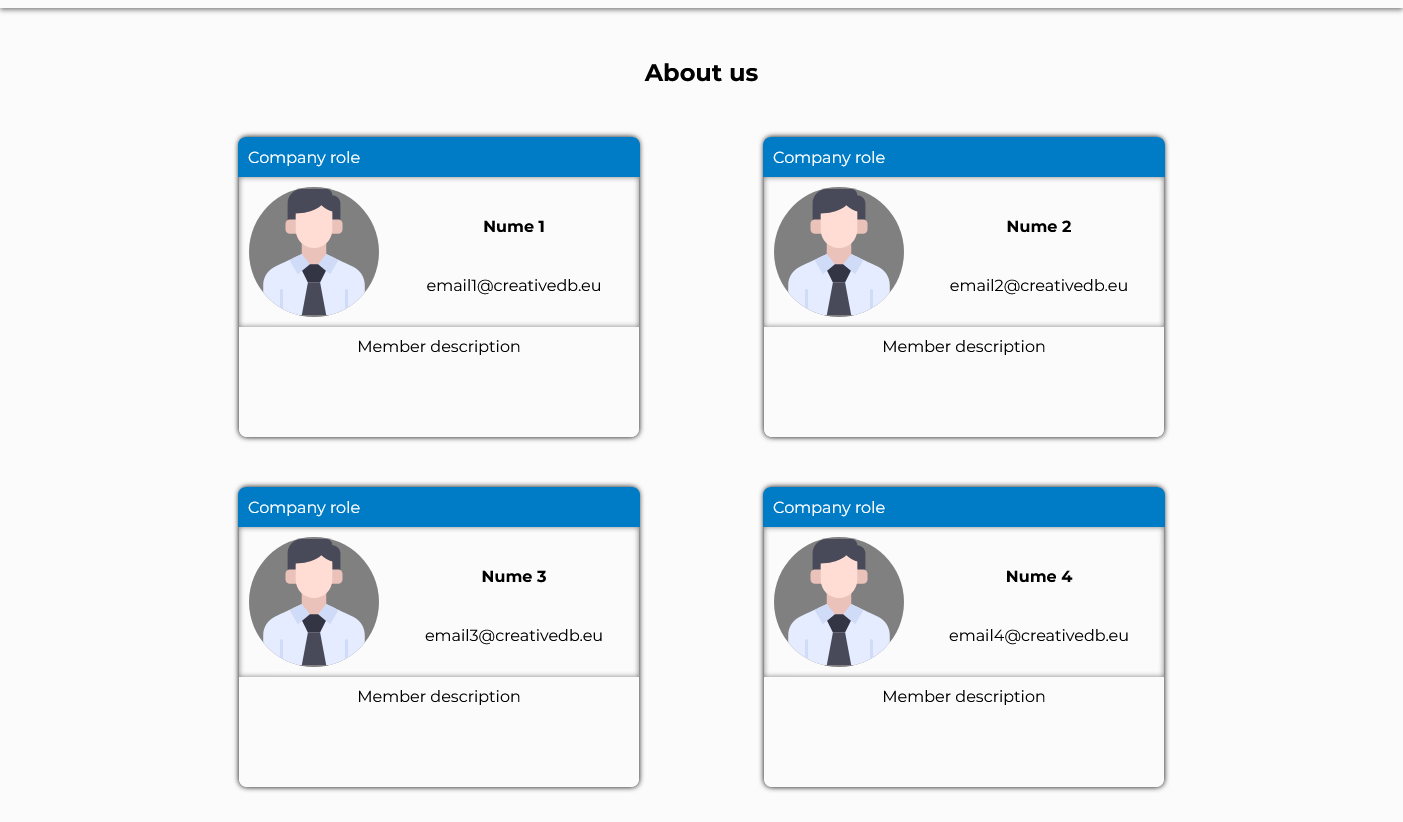 About us
Company role
Nume 1
email1@creativedb.eu
Member description
Company role
Nume 2
email2@creativedb.eu
Member description
Company role
Nume 3
email3@creativedb.eu
Member description
Company role
Nume 4
email4@creativedb.eu
Member description